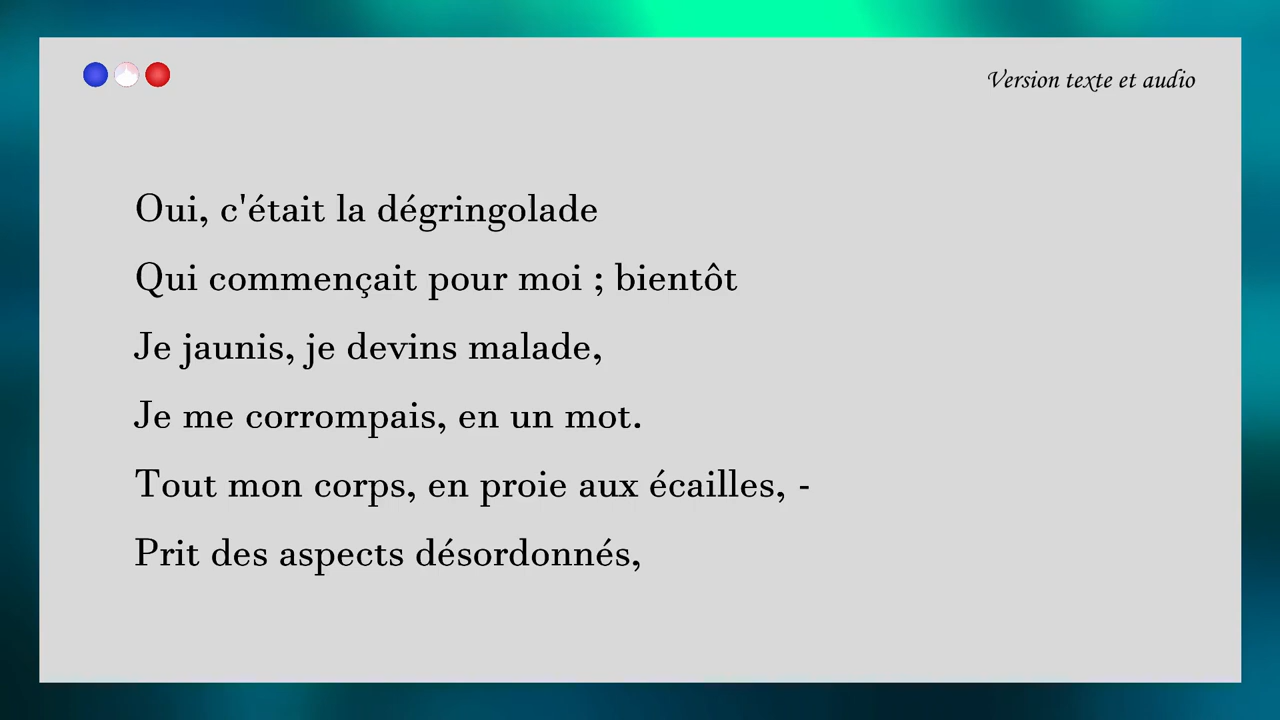 Version texte et audio
Oui, c'était la dégringolade
Qui commençait pour moi ; bientôt
Je jaunis, je devins malade,
Je me corrompais, en un mot.
Tout mon corps, en proie aux écailles, -
Prit des aspects désordonnés,